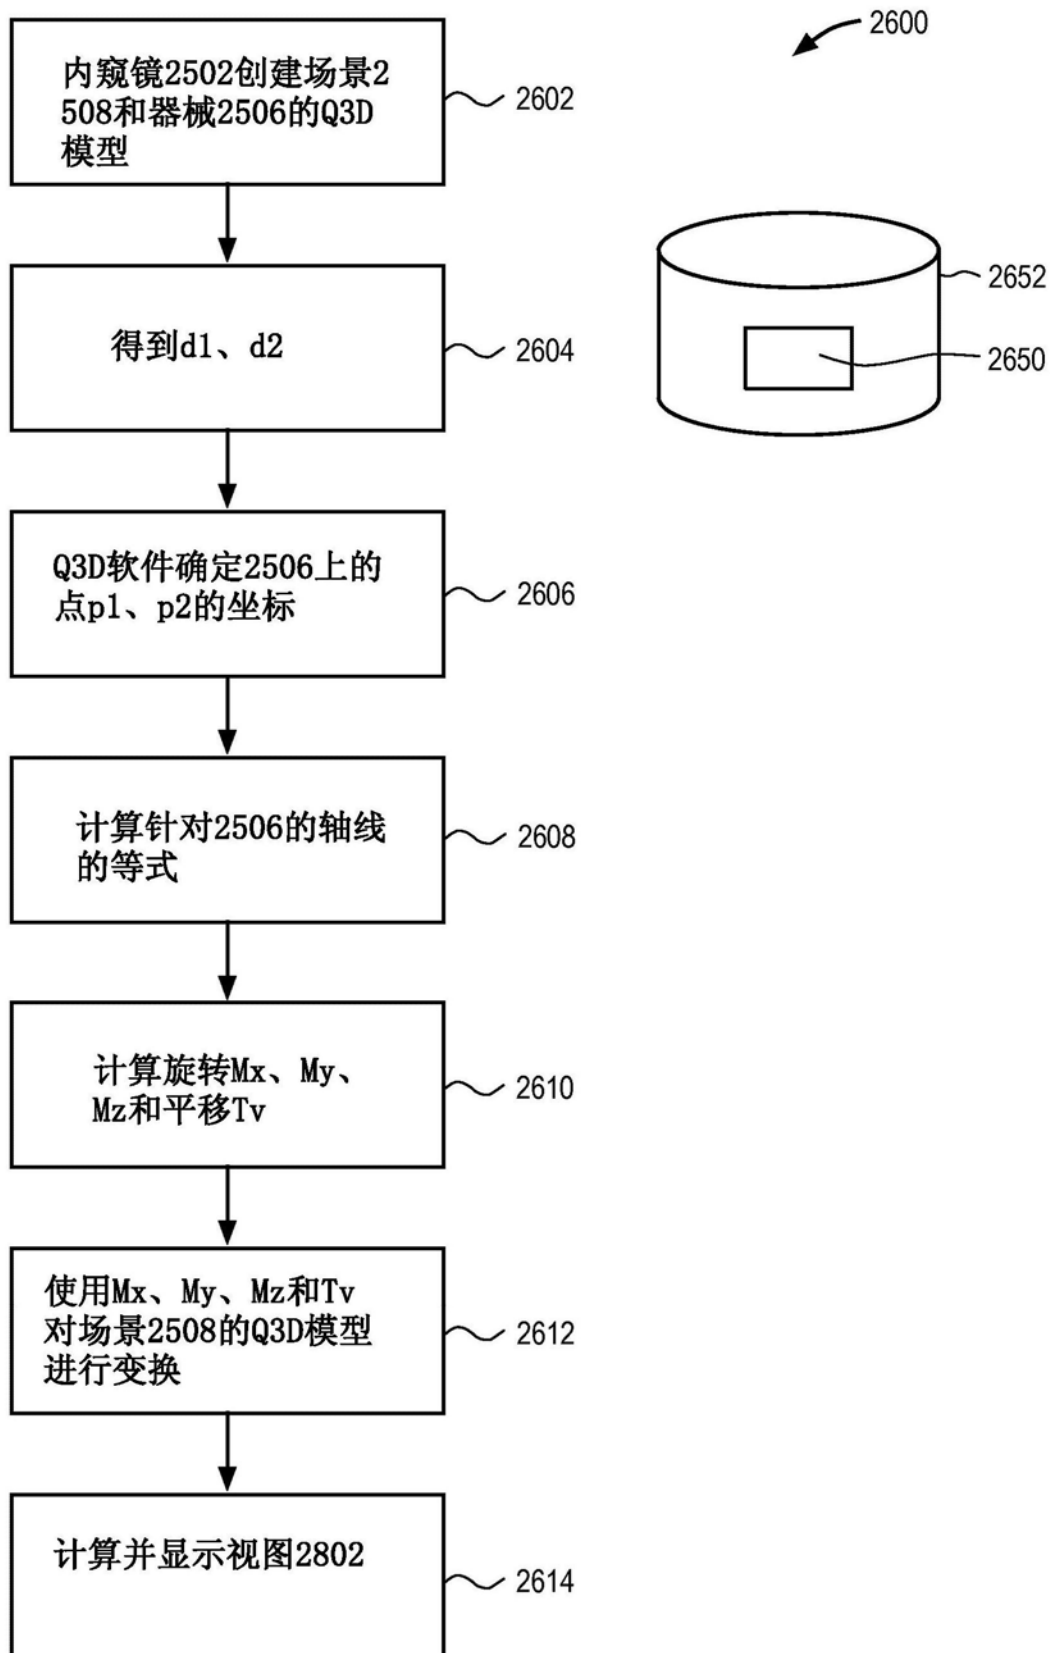 2600
内窥镜2502创建场景2
508和器械2506的Q3D
模型
2602
2652
2650
得到d1、d2
2604
Q3D软件确定2506上的
点p1、p2的坐标
2606
计算针对2506的轴线
的等式
2608
计算旋转Mx、My、
Mz和平移Tv
2610
使用Mx、My、Mz和Tv
对场景2508的Q3D模型
进行变换
2612
计算并显示视图2802
2614